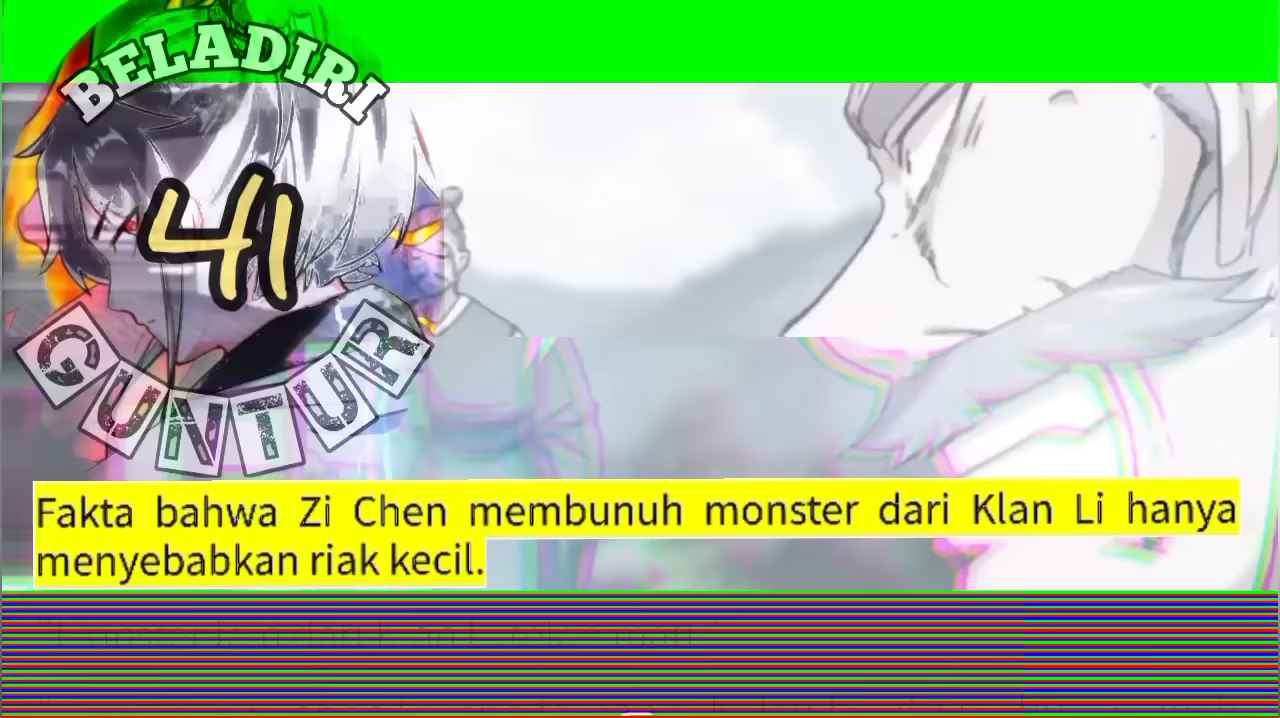 BELADIRI
41
GUNTUR
Fakta bahwa Zi Chen membunuh monster dari Klan Li hanya
menyebabkan riak kecil.